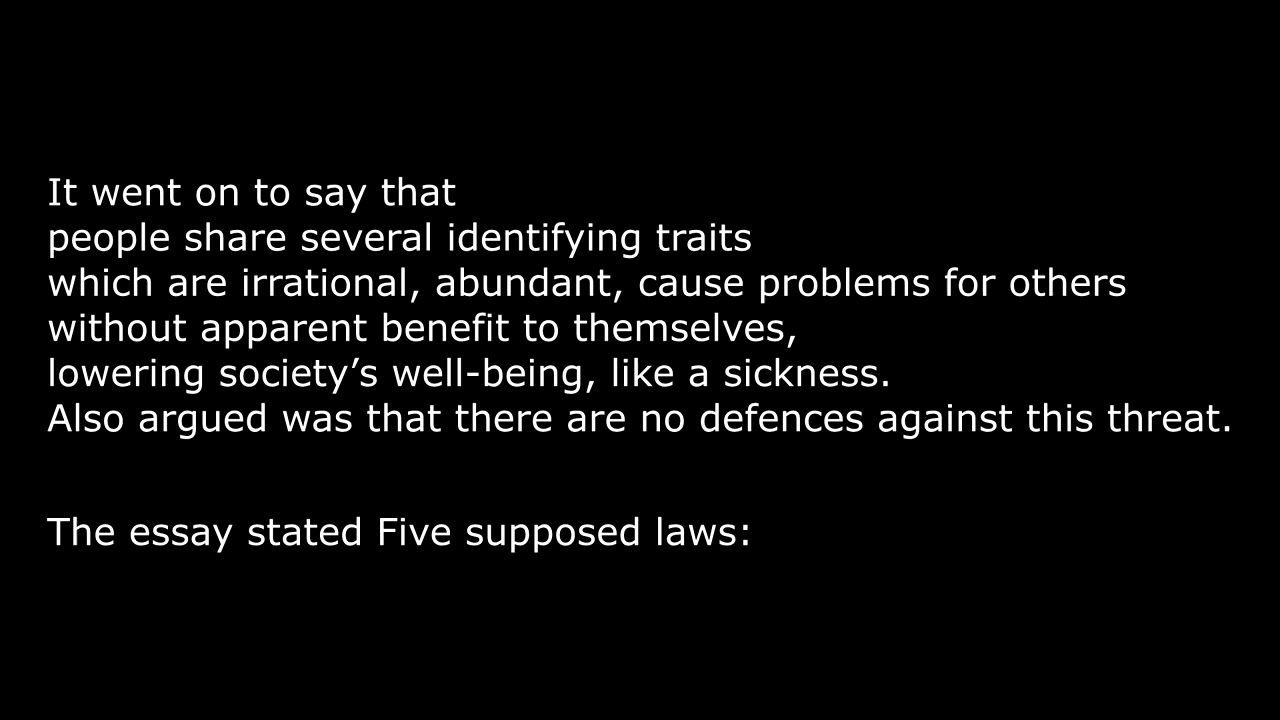 It went on to say that
people share several identifying traits
which are irrational, abundant, cause problems for others
without apparent benefit to themselves,
lowering society’s well-being, like a sickness.
Also argued was that there are no defences against this threat.
The essay stated Five supposed laws: